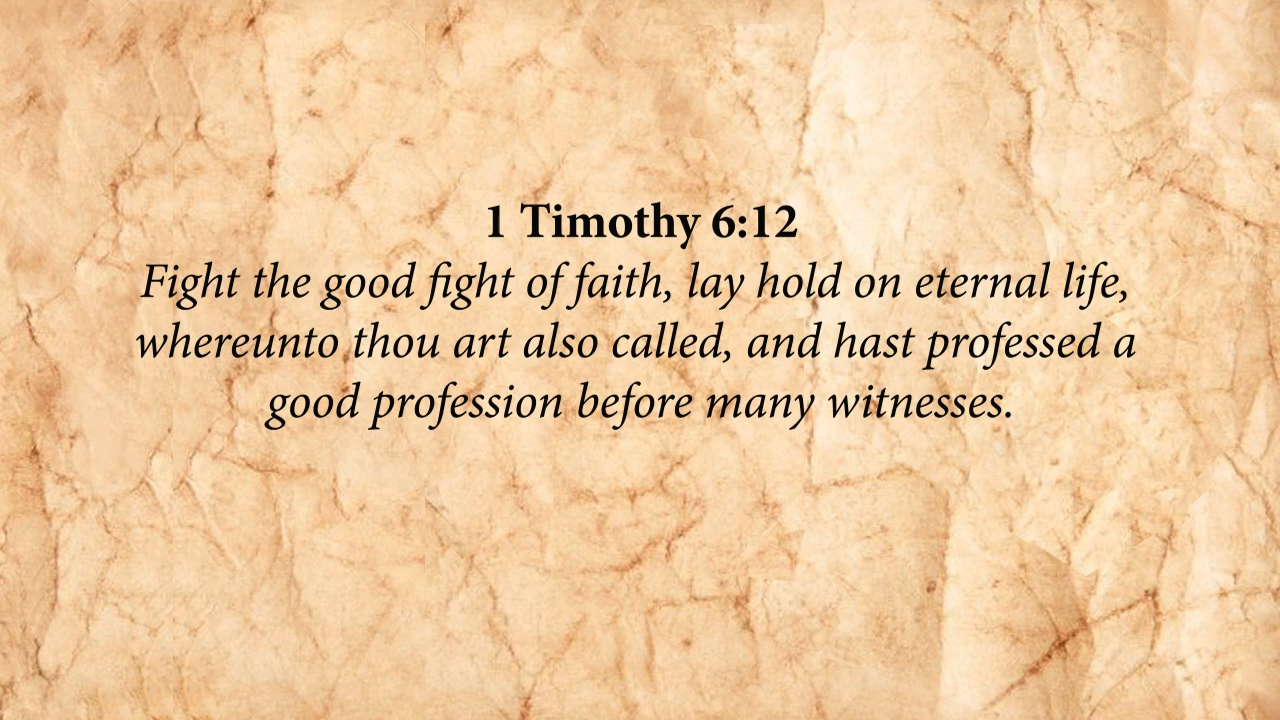 1 Timothy 6:12
Fight the good fight of faith, lay hold on eternal life,
whereunto thou art also called, and hast professed a
good profession before many witnesses.